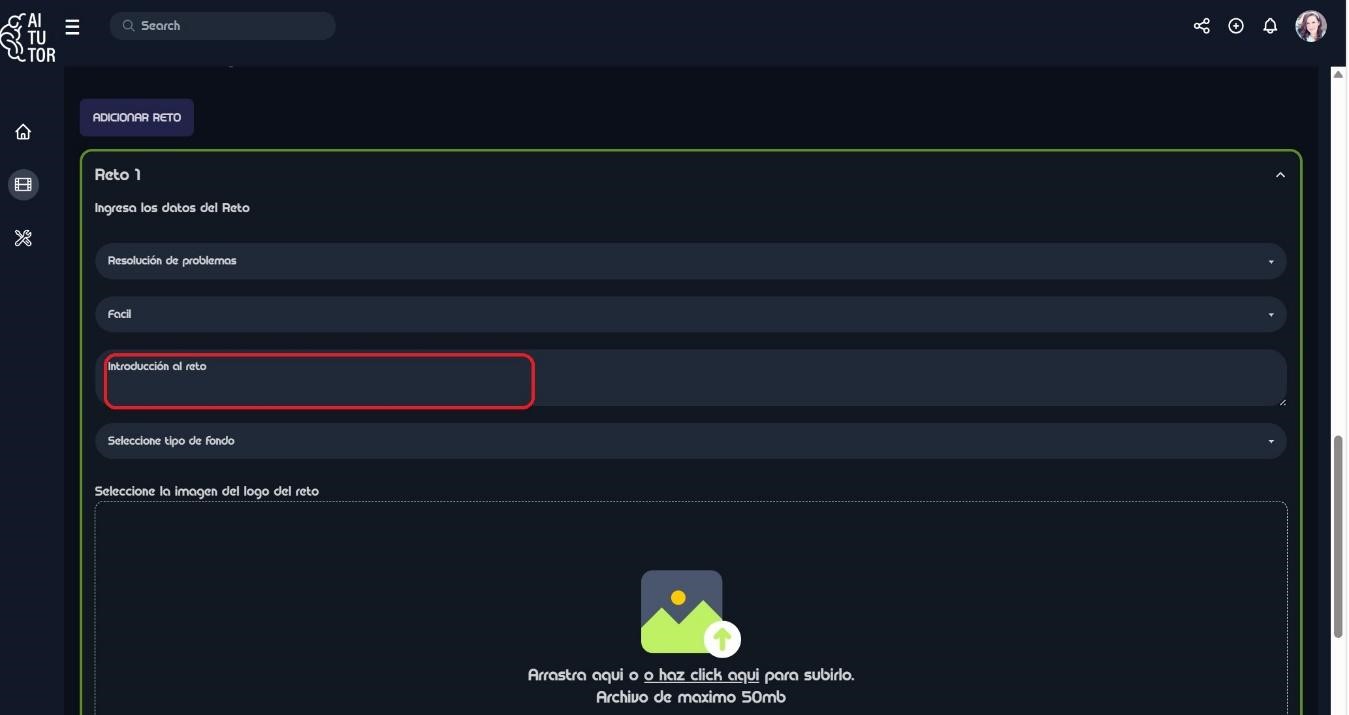 AI
TU
TOR
Search
ADICIONAR RETO
Reto 1
Ingresa los datos del Reto
Resolución de problemas
Facil
Introducción al reto
Seleccione tipo de fondo
Seleccione la imagen del logo del reto
Arrastra aqui o o haz click aqui para subirlo.
Archivo de maximo 50mb